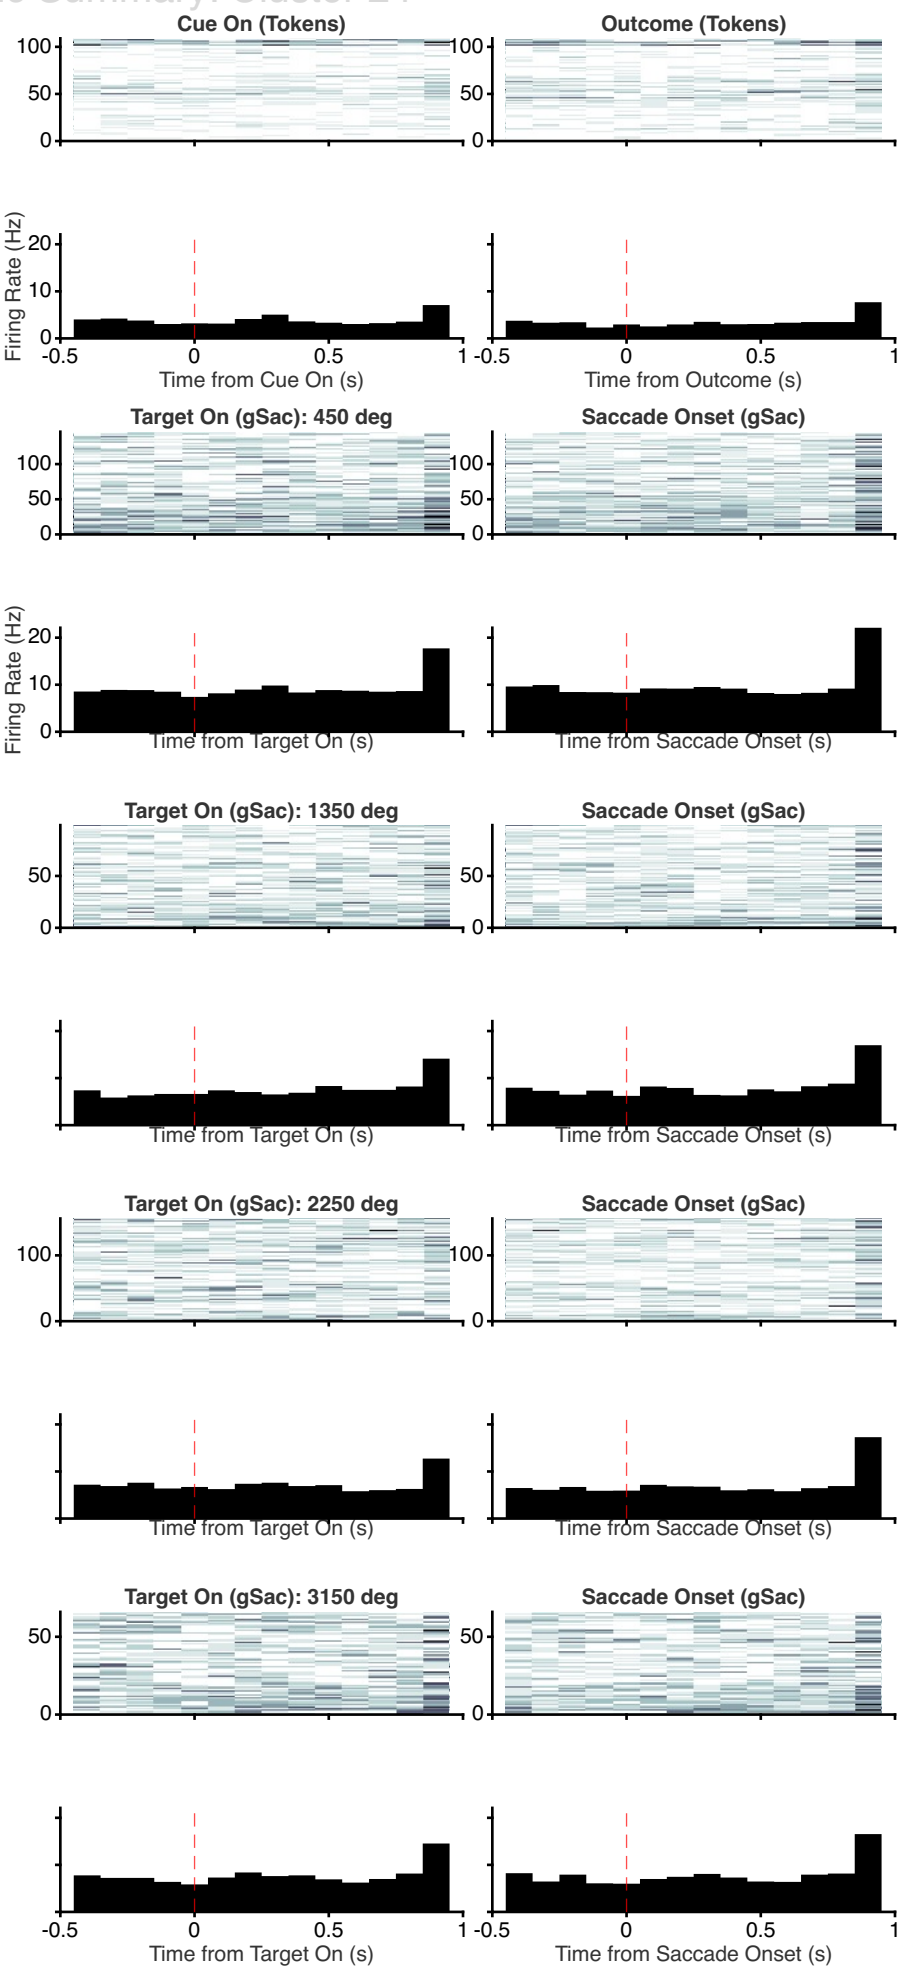 Summary: Cluster
Cue On (Tokens) Outcome (Tokens)
100 100
50 50
0 0
Firing Rate (Hz)
20
10
0
-0.5 0 0.5 1 -0.5 0 0.5 1
Time from Cue On (s) Time from Outcome (s)
Target On (gSac): 450 deg Saccade Onset (gSac)
100 100
50 50
0 0
Firing Rate (Hz)
20
10
0
Time from Target On (s) Time from Saccade Onset (s)
Target On (gSac): 1350 deg Saccade Onset (gSac)
50 50
0 0
Time from Target On (s) Time from Saccade Onset (s)
Target On (gSac): 2250 deg Saccade Onset (gSac)
100 100
0 0
Time from Target On (s) Time from Saccade Onset (s)
Target On (gSac): 3150 deg Saccade Onset (gSac)
50 50
0 0
-0.5 0 0.5 1 -0.5 0 0.5 1
Time from Target On (s) Time from Saccade Onset (s)